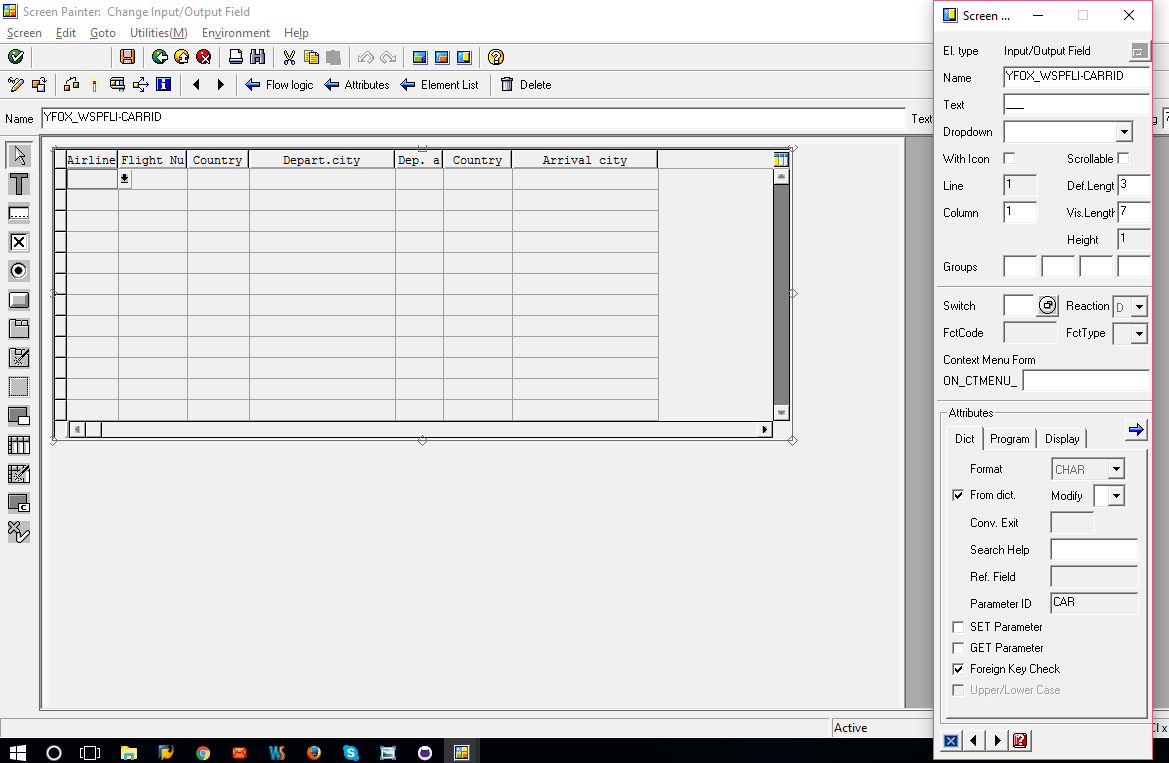 Screen Painter: Change Input/Output Field
Screen Edit Goto Utilities(M) Environment Help
Flow logic Attributes Element List Delete
Name YFOX_WSPFLI-CARRID Text
Airline Flight Nu Country Depart.city Dep. a Country Arrival city
Active
Screen ...
El. type Input/Output Field
Name YFOX_WSPFLI-CARRID
Text ___
Dropdown
With Icon Scrollable
Line 1 Def.Lengt 3
Column 1 Vis.Length 7
Height 1
Groups
Switch Reaction D
FctCode FctType
Context Menu Form
ON_CTMENU_
Attributes
Dict Program Display
Format CHAR
From dict. Modify
Conv. Exit
Search Help
Ref. Field
Parameter ID CAR
SET Parameter
GET Parameter
Foreign Key Check
Upper/Lower Case